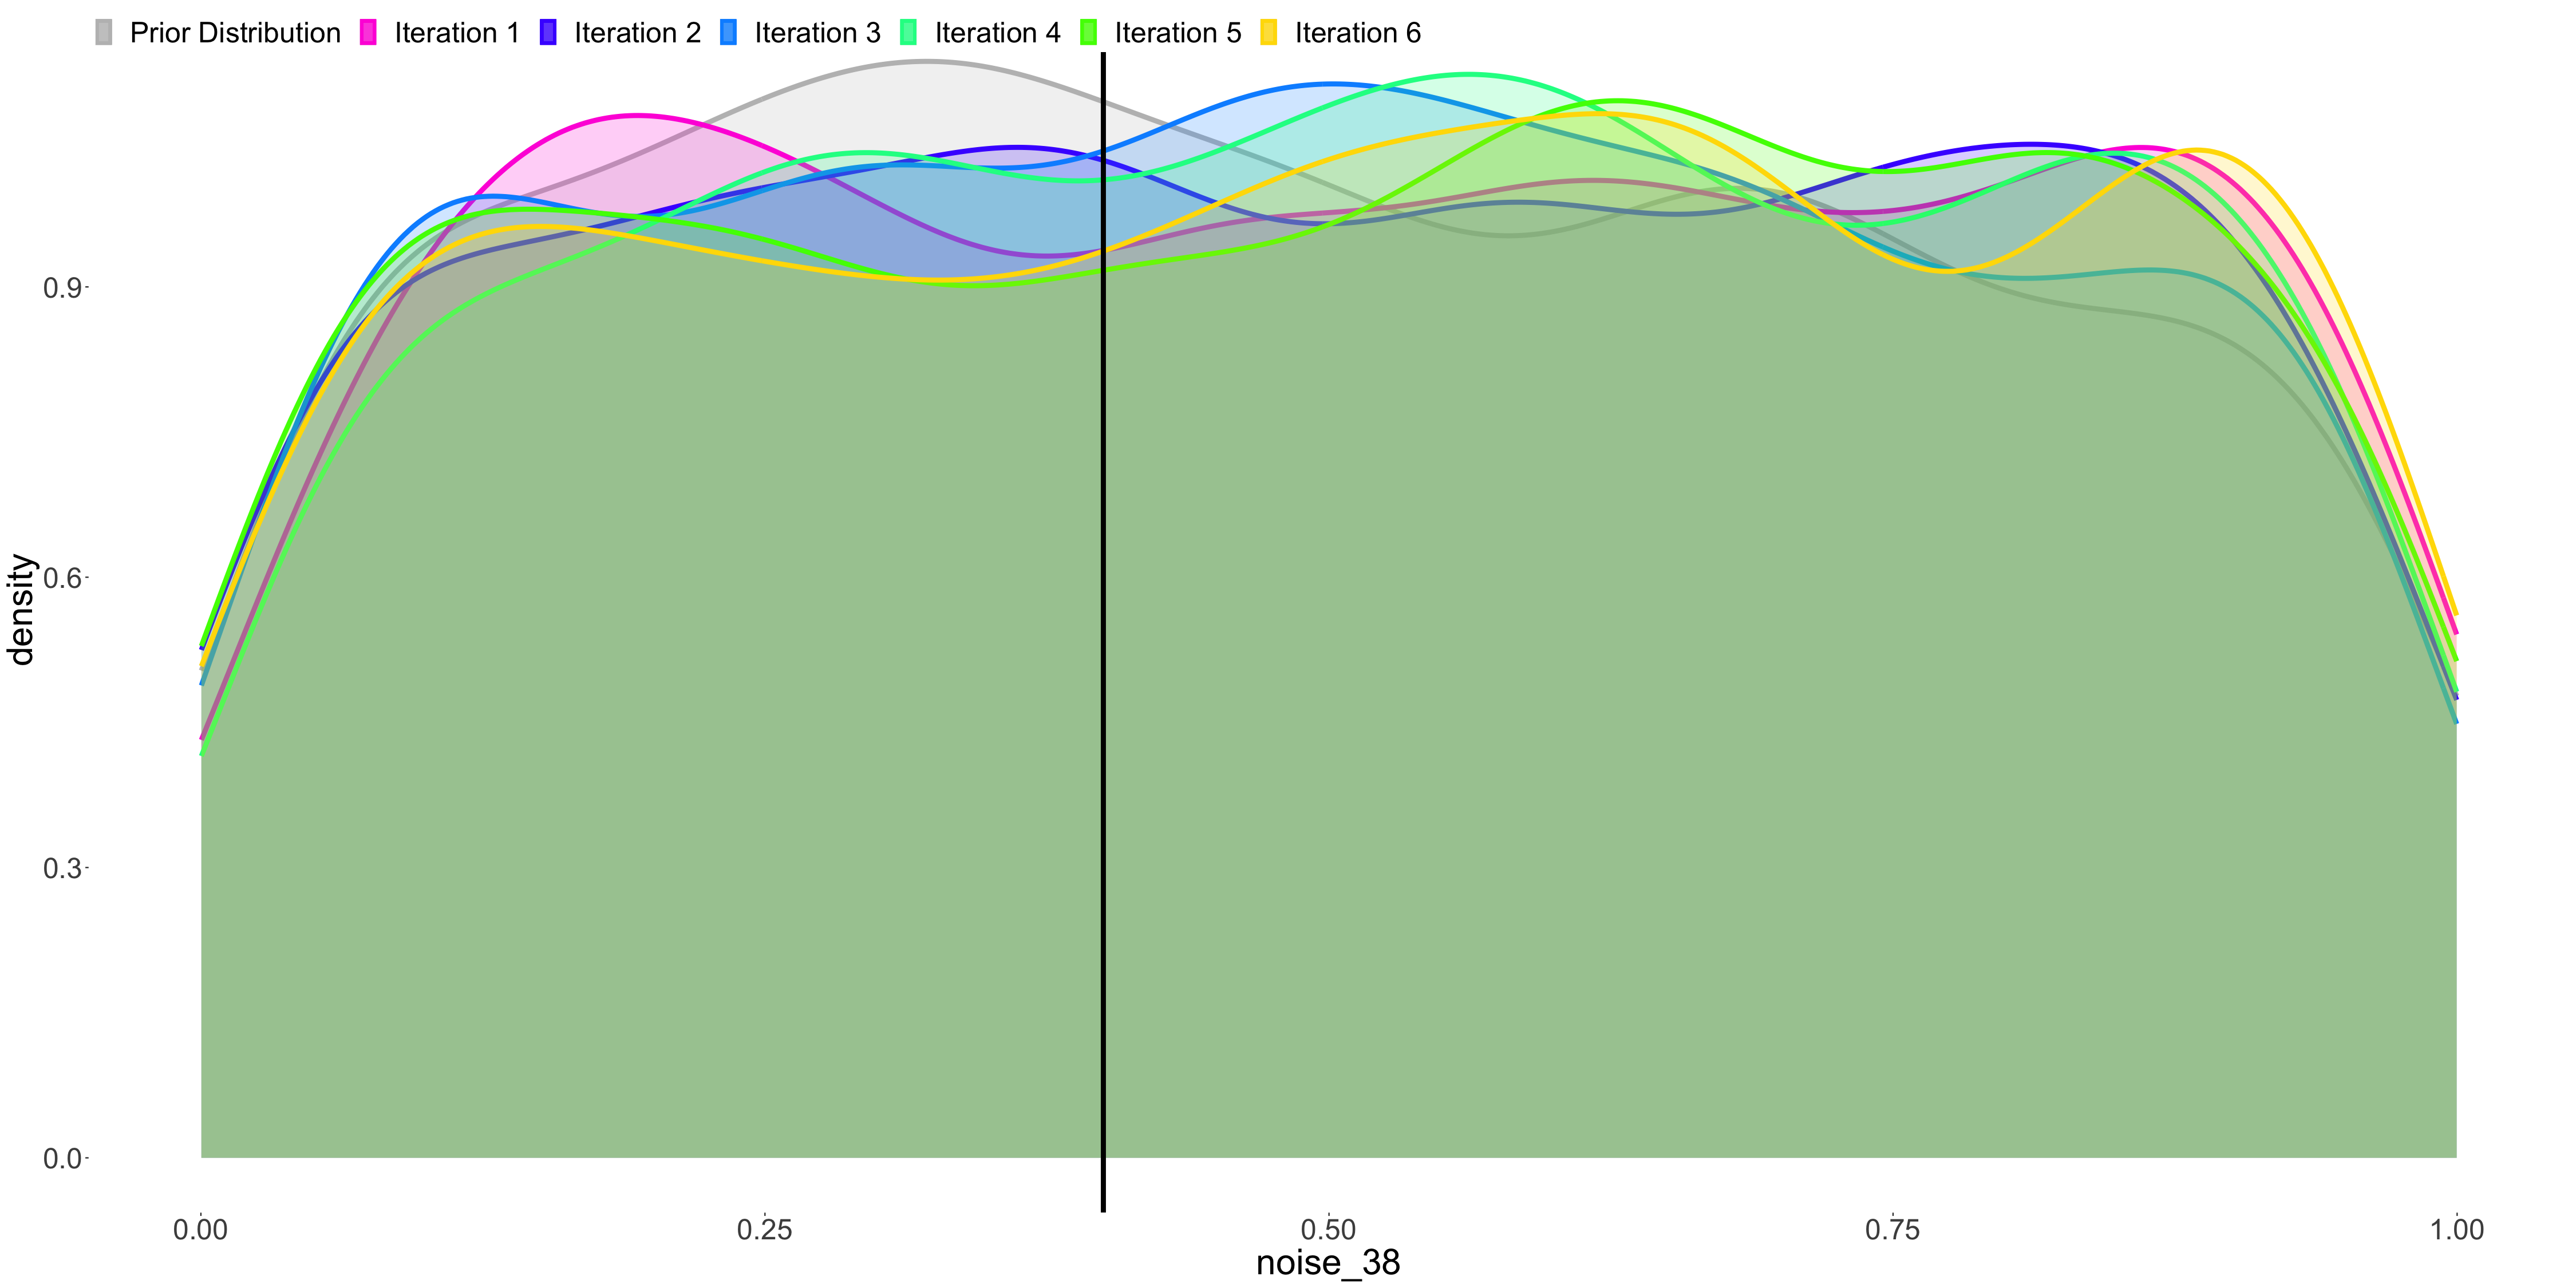 Prior Distribution Iteration 1 Iteration 2 Iteration 3 Iteration 4 Iteration 5 Iteration 6
density
0.9
0.6
0.3
0.0
0.00 0.25 0.50 0.75 1.00
noise_38